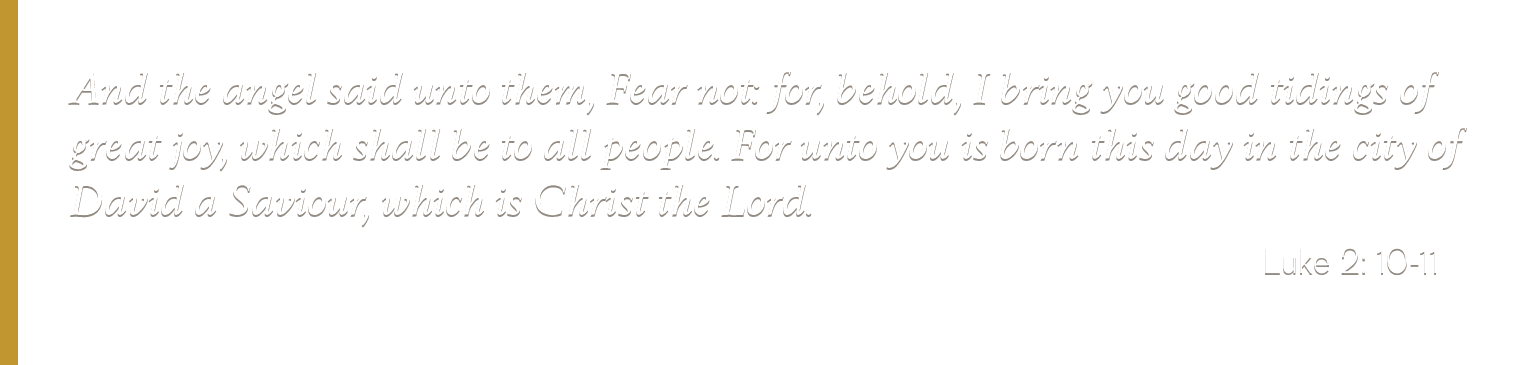 And the angel said unto them, Fear not: for, behold, I bring you good tidings of
great joy, which shall be to all people. For unto you is born this day in the city of
David a Saviour, which is Christ the Lord.
Luke 2: 10-11